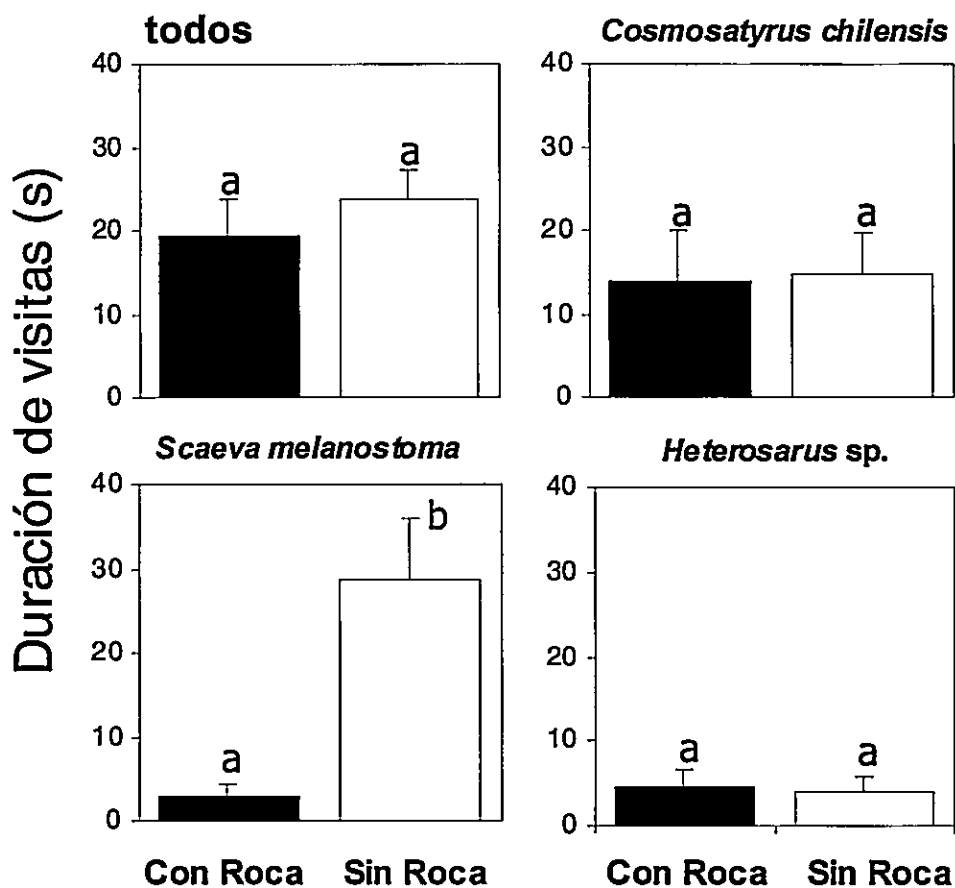 todos
Cosmosatyrus chilensis
Duración de visitas (s)
40
30
20
10
0
a
a
40
30
20
10
0
a
a
Scaeva melanostoma
Heterosarus sp.
40
30
20
10
0
a
b
40
30
20
10
0
a
a
Con Roca Sin Roca
Con Roca Sin Roca